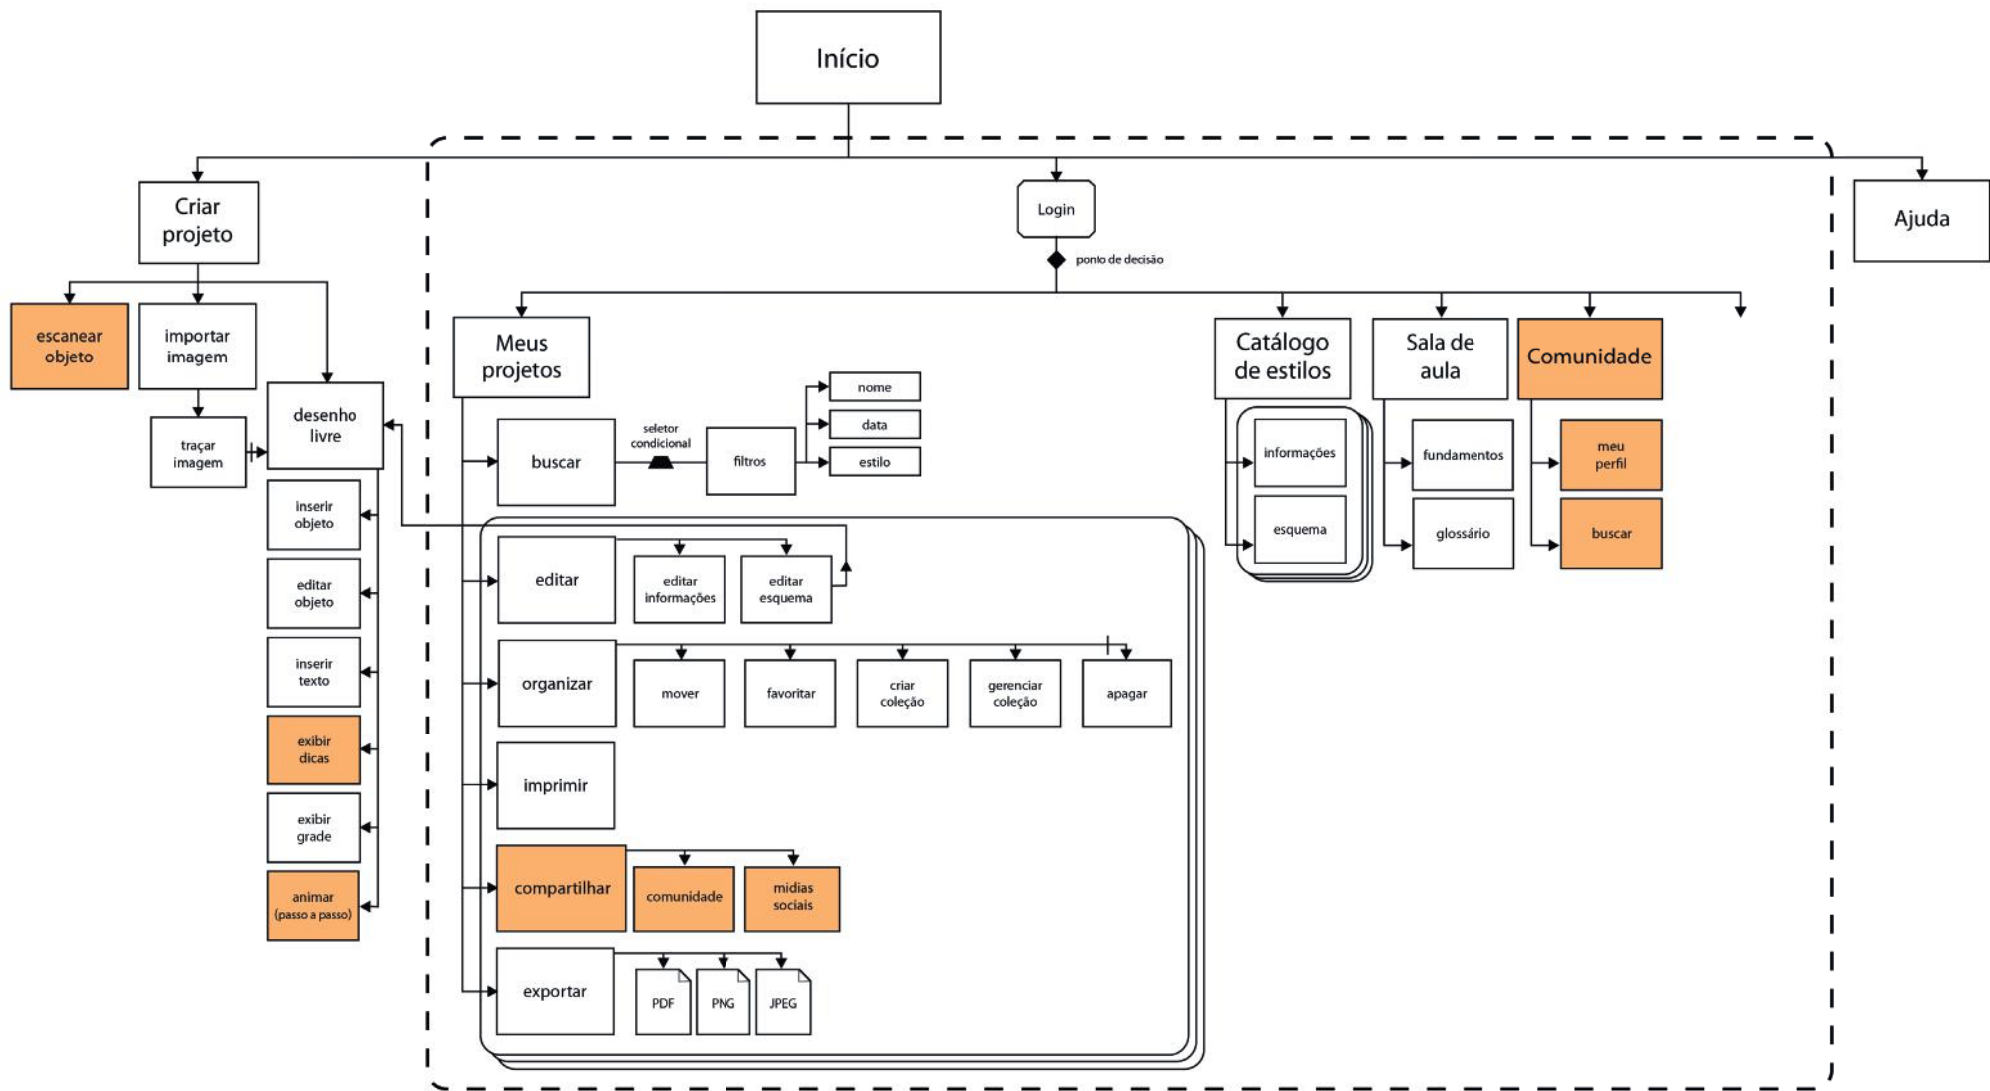 Início
Criar
projeto
Login
Ajuda
ponto de decisão
escanear
objeto
importar
imagem
desenho
livre
traçar
imagem
inserir
objeto
editar
objeto
inserir
texto
exibir
dicas
exibir
grade
animar
(passo a passo)
Meus
projetos
buscar
seletor
condicional
filtros
nome
data
estilo
editar
editar
informações
editar
esquema
organizar
mover
favoritar
criar
coleção
gerenciar
coleção
apagar
imprimir
compartilhar
comunidade
midias
sociais
exportar
PDF
PNG
JPEG
Catálogo
de estilos
informações
esquema
Sala de
aula
fundamentos
glossário
Comunidade
meu
perfil
buscar